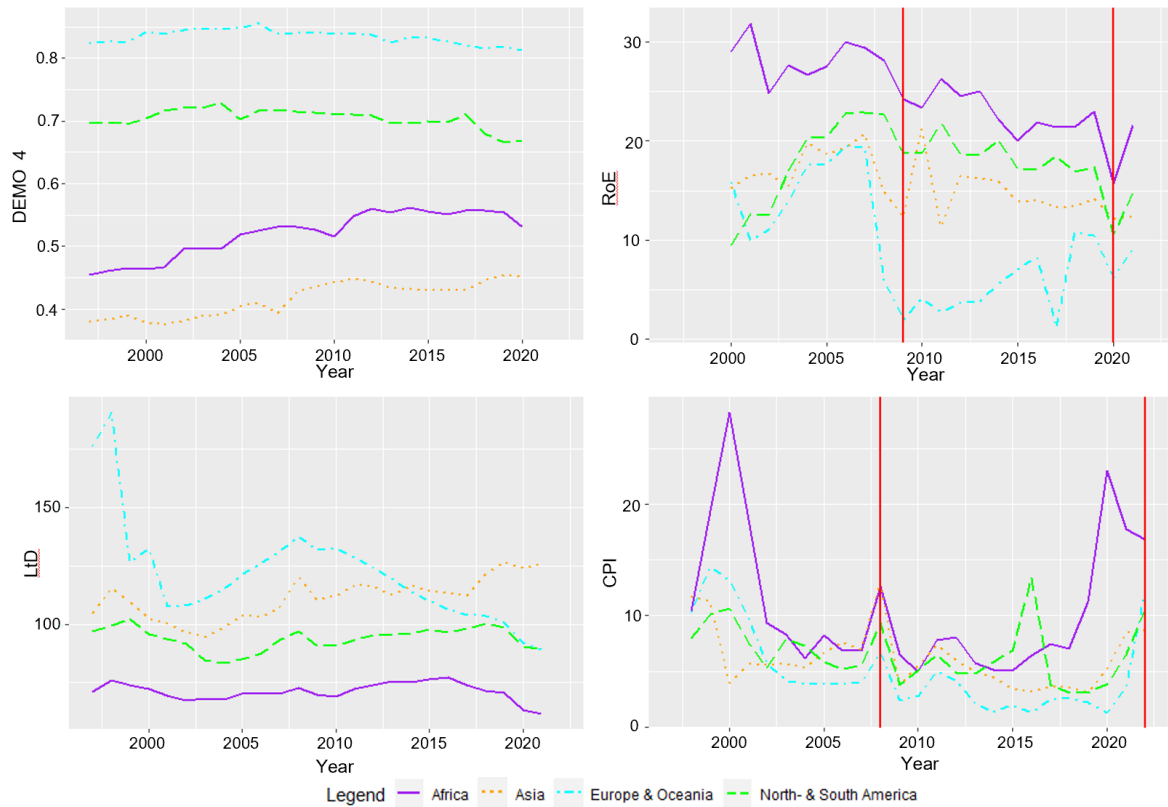 DEMO 4
0.8
0.7
0.6
0.5
0.4
2000 2005 2010 2015 2020
Year
RoE
30
20
10
0
2000 2005 2010 2015 2020
Year
LtD
150
100
2000 2005 2010 2015 2020
Year
CPI
20
10
0
2000 2005 2010 2015 2020
Year
Legend Africa Asia Europe & Oceania North- & South America